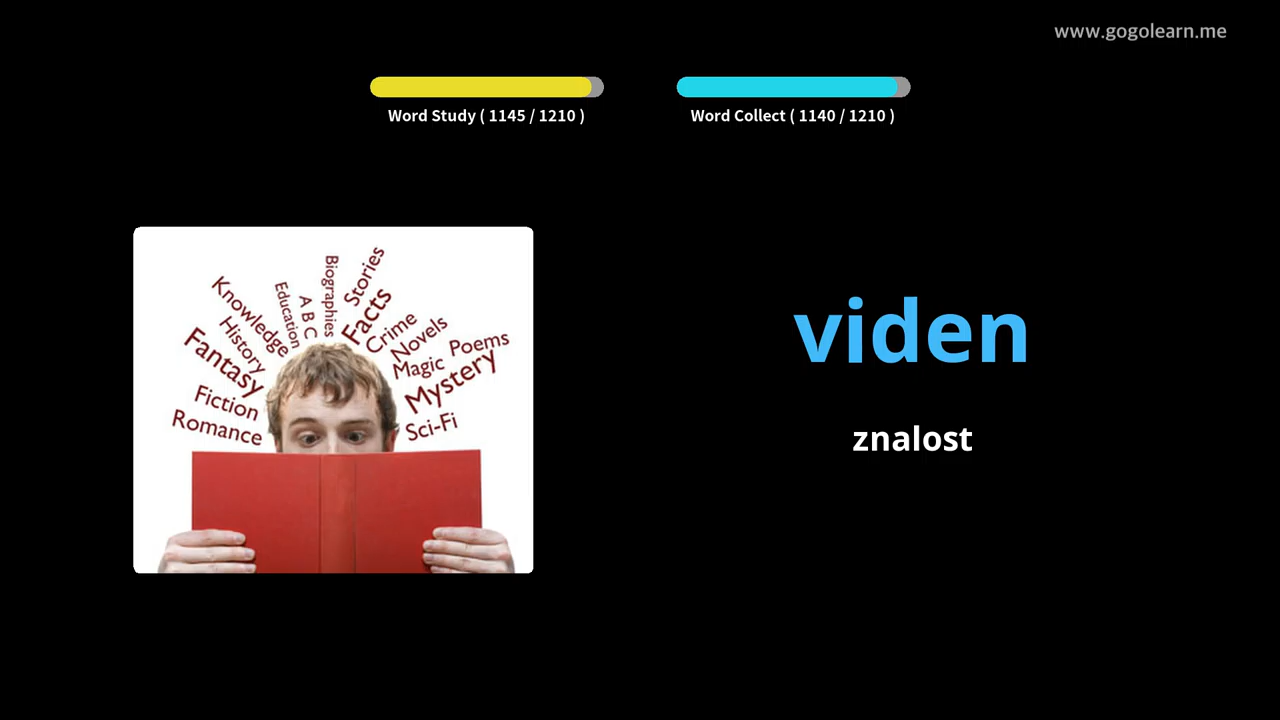 www.gogolearn.me
Word Study ( 1145 / 1210 )
Word Collect ( 1140 / 1210 )
Romance
Fiction
Fantasy
History
Knowledge
Education
A B C
Biographies
Stories
Facts
Crime
Novels
Magic
Poems
Mystery
Sci-Fi
viden
znalost